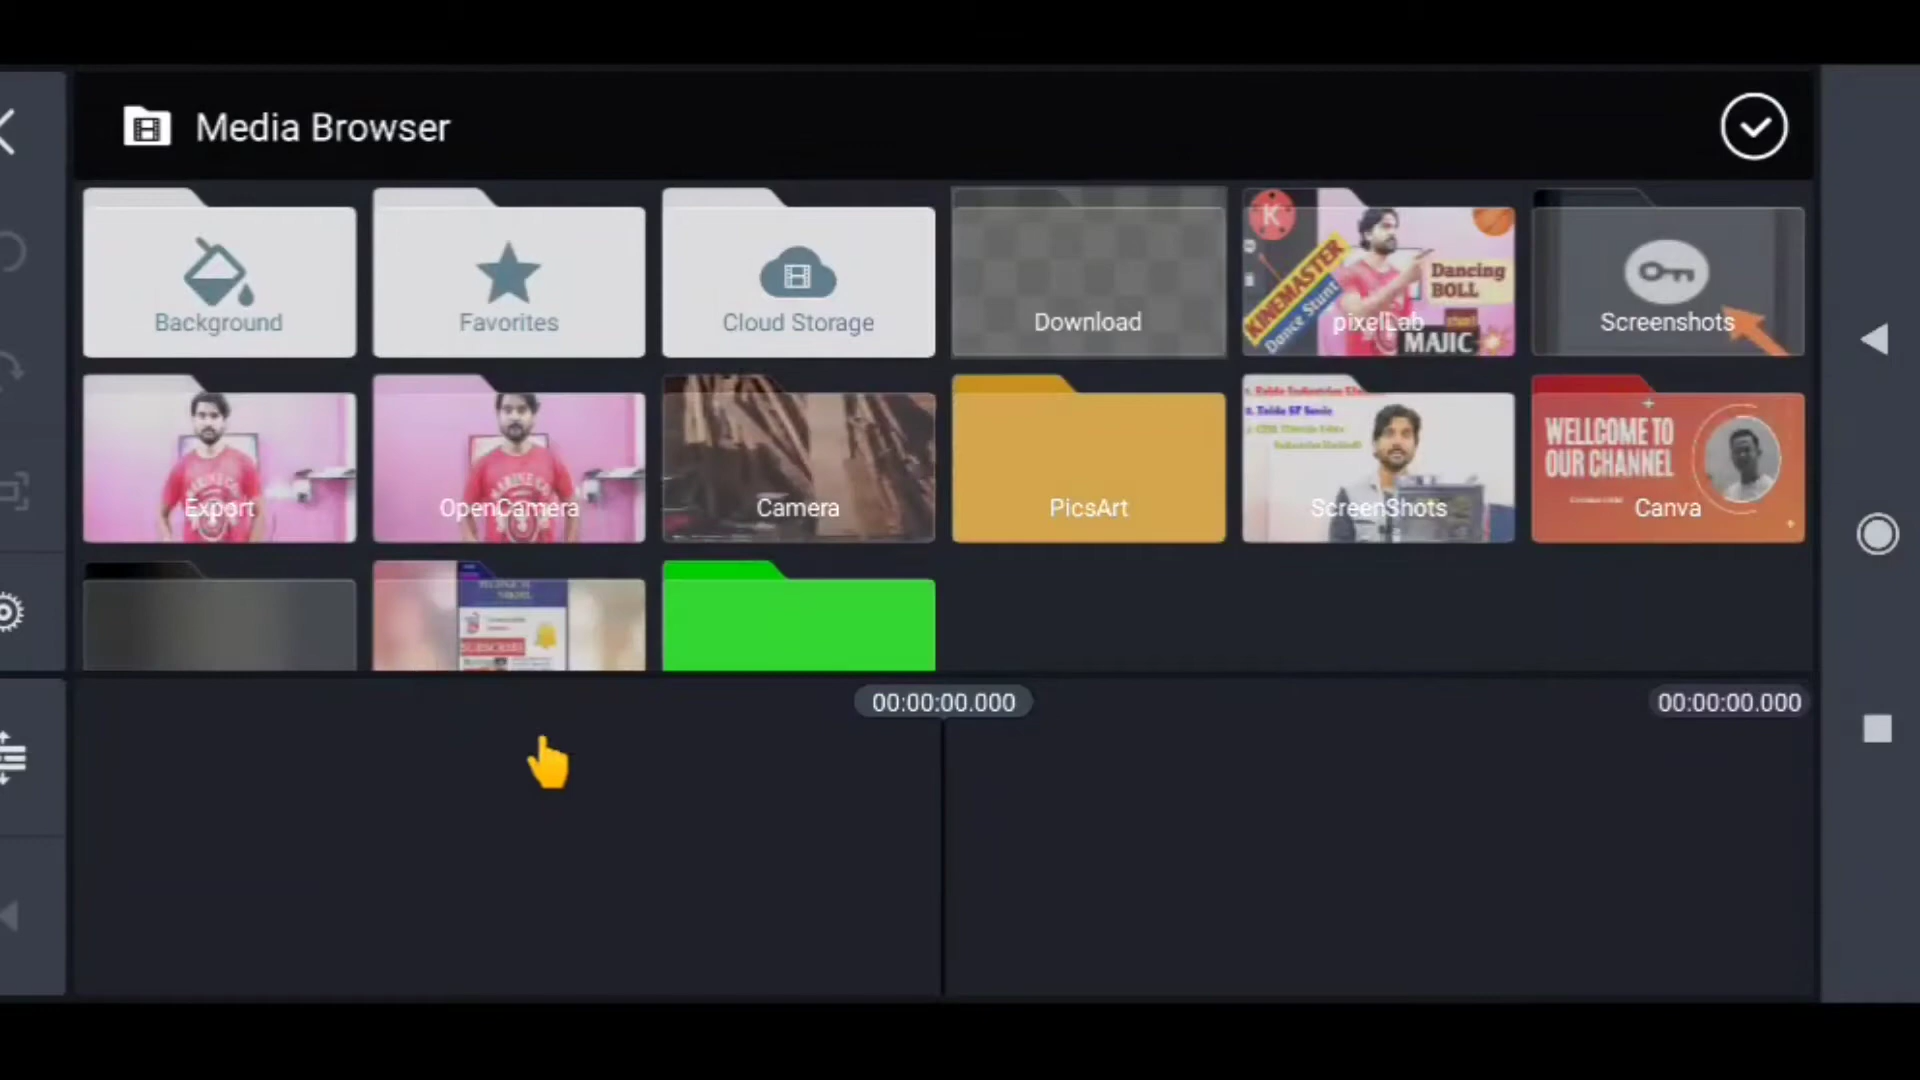 Media Browser
Background
Favorites
Cloud Storage
Download
K
KINEMASTER
Dance Stunt
Dancing
BOLL
pixelLab
MAJIC
Screenshots
Export
OpenCamera
Camera
PicsArt
ScreenShots
WELLCOME TO
OUR CHANNEL
Canva
SUBSCRIBE
00:00:00.000
00:00:00.000